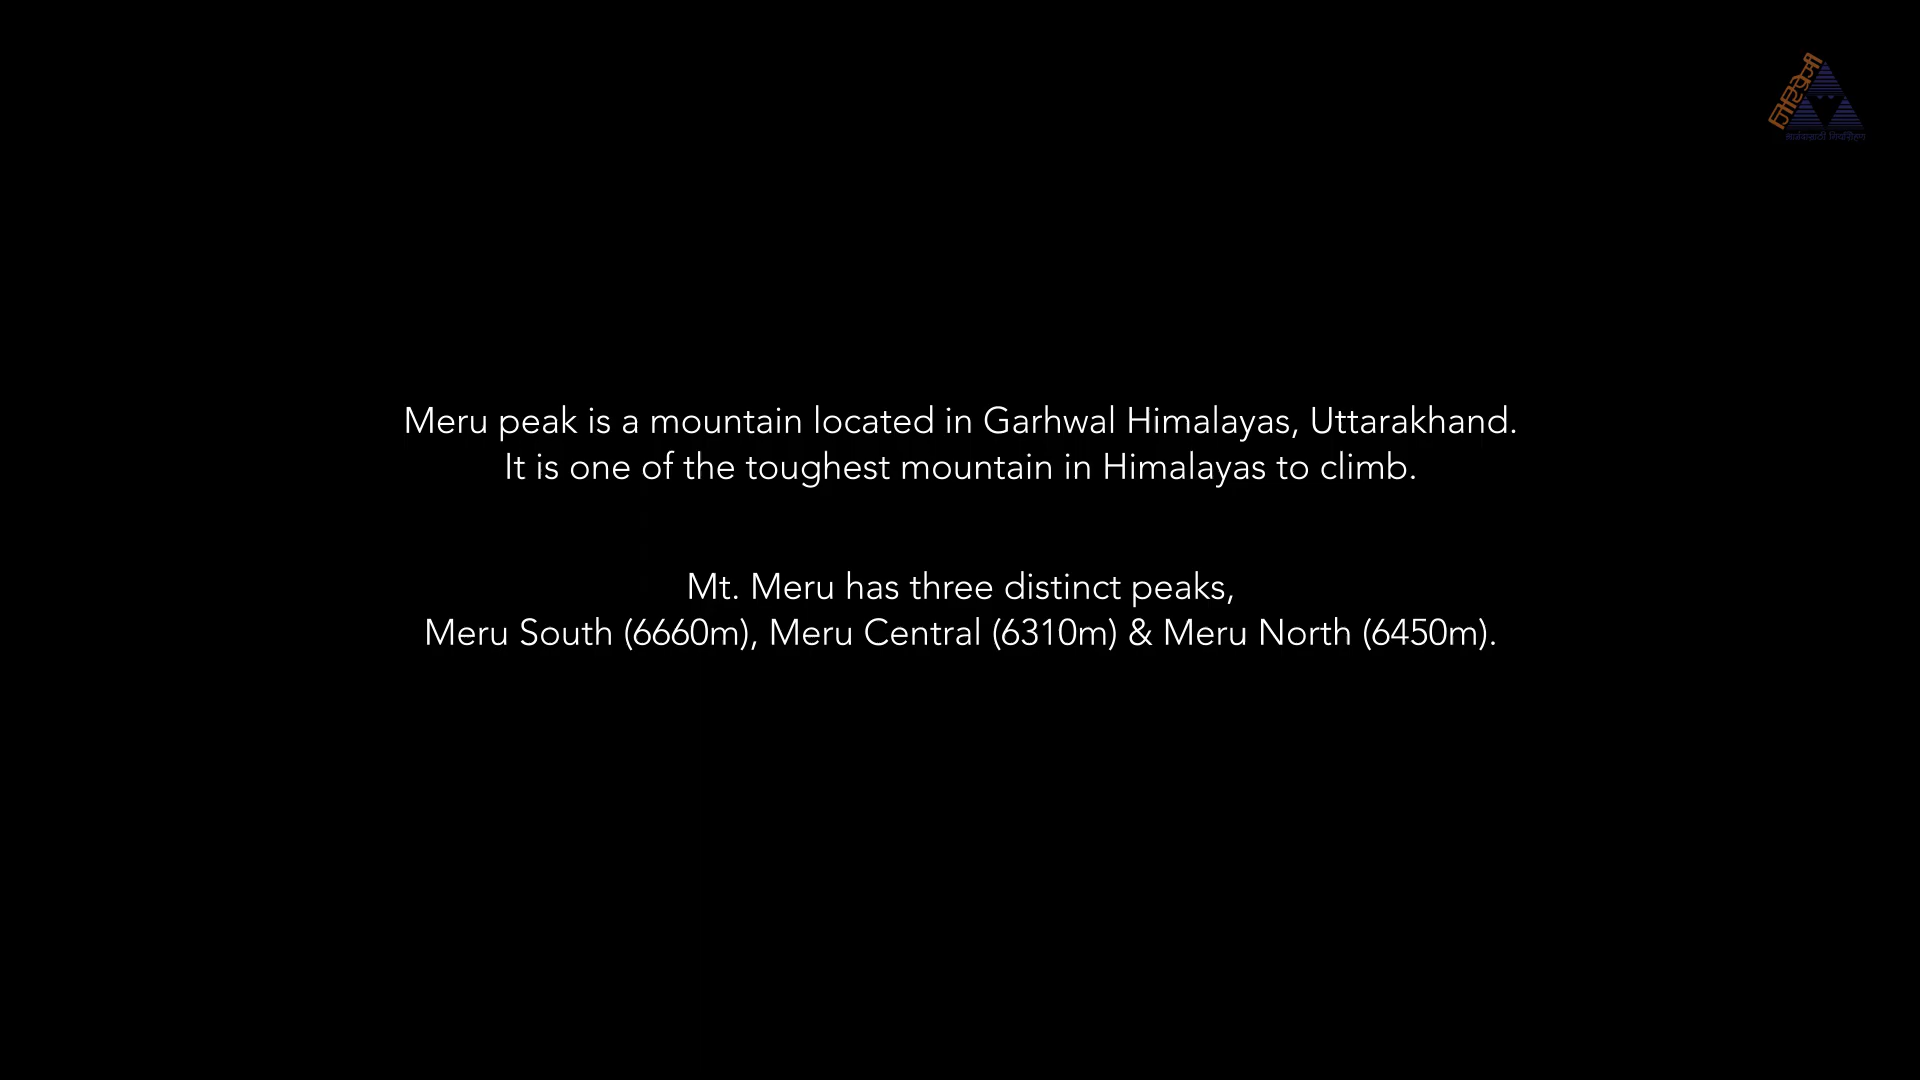 गिरिप्रेमी
Meru peak is a mountain located in Garhwal Himalayas, Uttarakhand.
It is one of the toughest mountain in Himalayas to climb.
Mt. Meru has three distinct peaks,
Meru South (6660m), Meru Central (6310m) & Meru North (6450m).